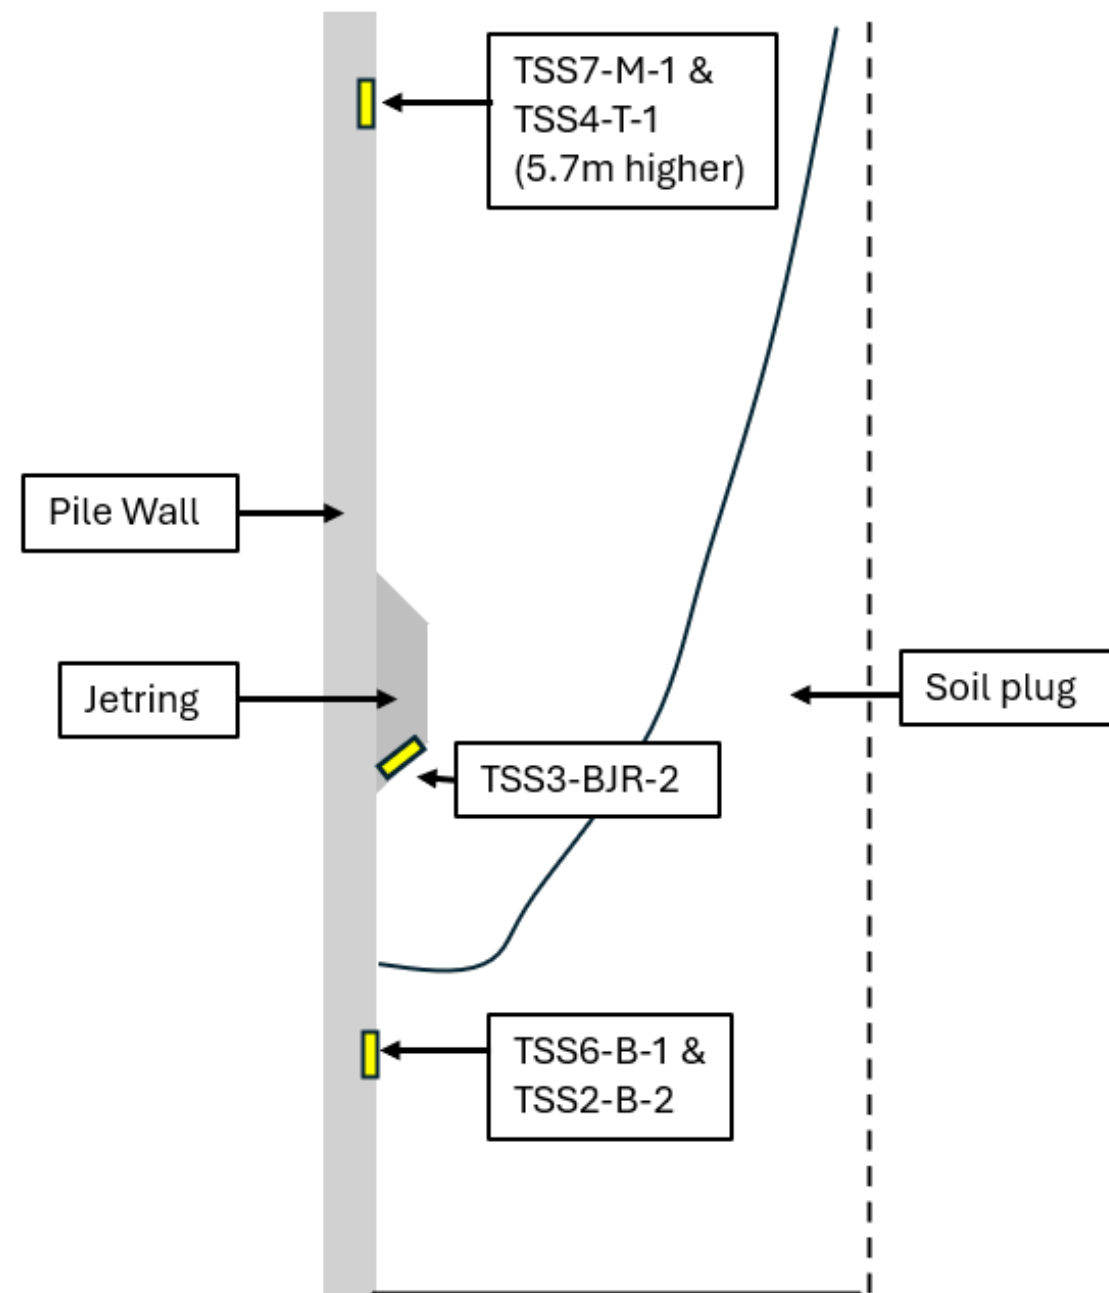 TSS7-M-1 &
TSS4-T-1
(5.7m higher)
Pile Wall
Jetring
Soil plug
TSS3-BJR-2
TSS6-B-1 &
TSS2-B-2